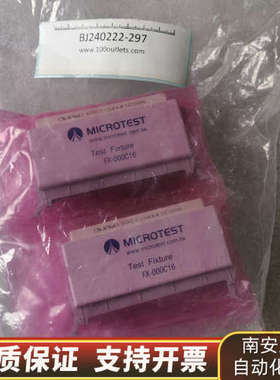 BJ240222-297
www.100outlets.com
MICROTEST
www.microtest.com.tw
Test Fixture
FX-000C16
MICROTEST
www.microtest.com.tw
Test Fixture
FX-000C16
质保证 支持开票
南安
自动化